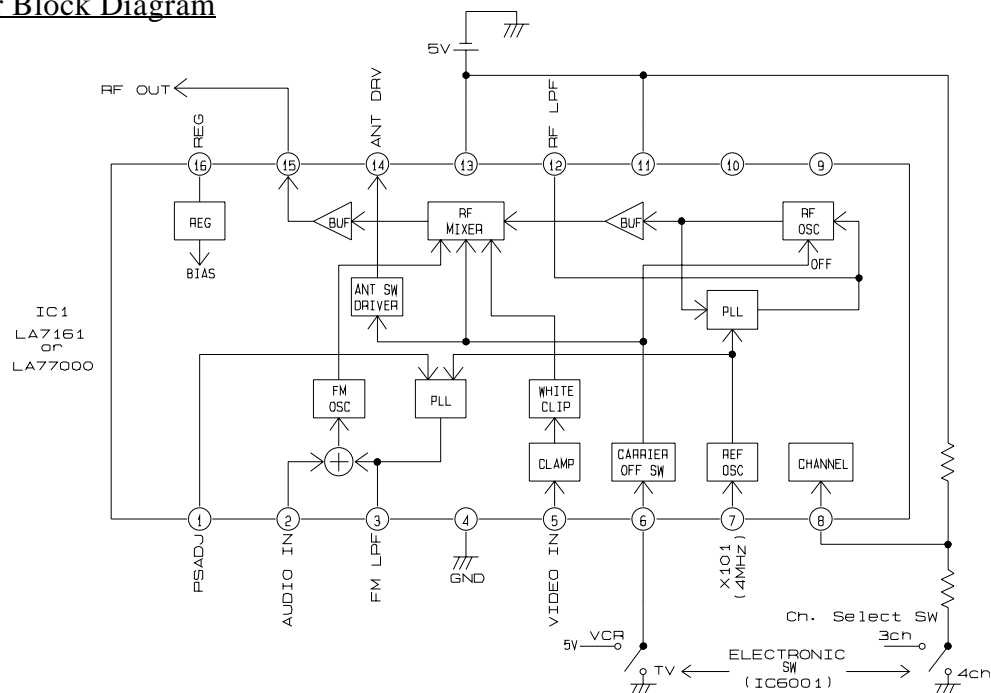 r Block Diagram
5V
RF OUT
REG
ANT DRV
RF LPF
16
15
14
13
12
11
10
9
REG
BUF
RF
MIXER
BUF
RF
OSC
BIAS
OFF
ANT SW
DRIVER
PLL
IC1
LA7161
or
LA77000
FM
OSC
PLL
WHITE
CLIP
CLAMP
CARRIER
OFF SW
REF
OSC
CHANNEL
1
2
3
4
5
6
7
8
PSADJ
AUDIO IN
FM LPF
GND
VIDEO IN
X101
(4MHZ)
Ch. Select SW
5V
VCR
TV
ELECTRONIC
SW
(IC6001)
3ch
4ch